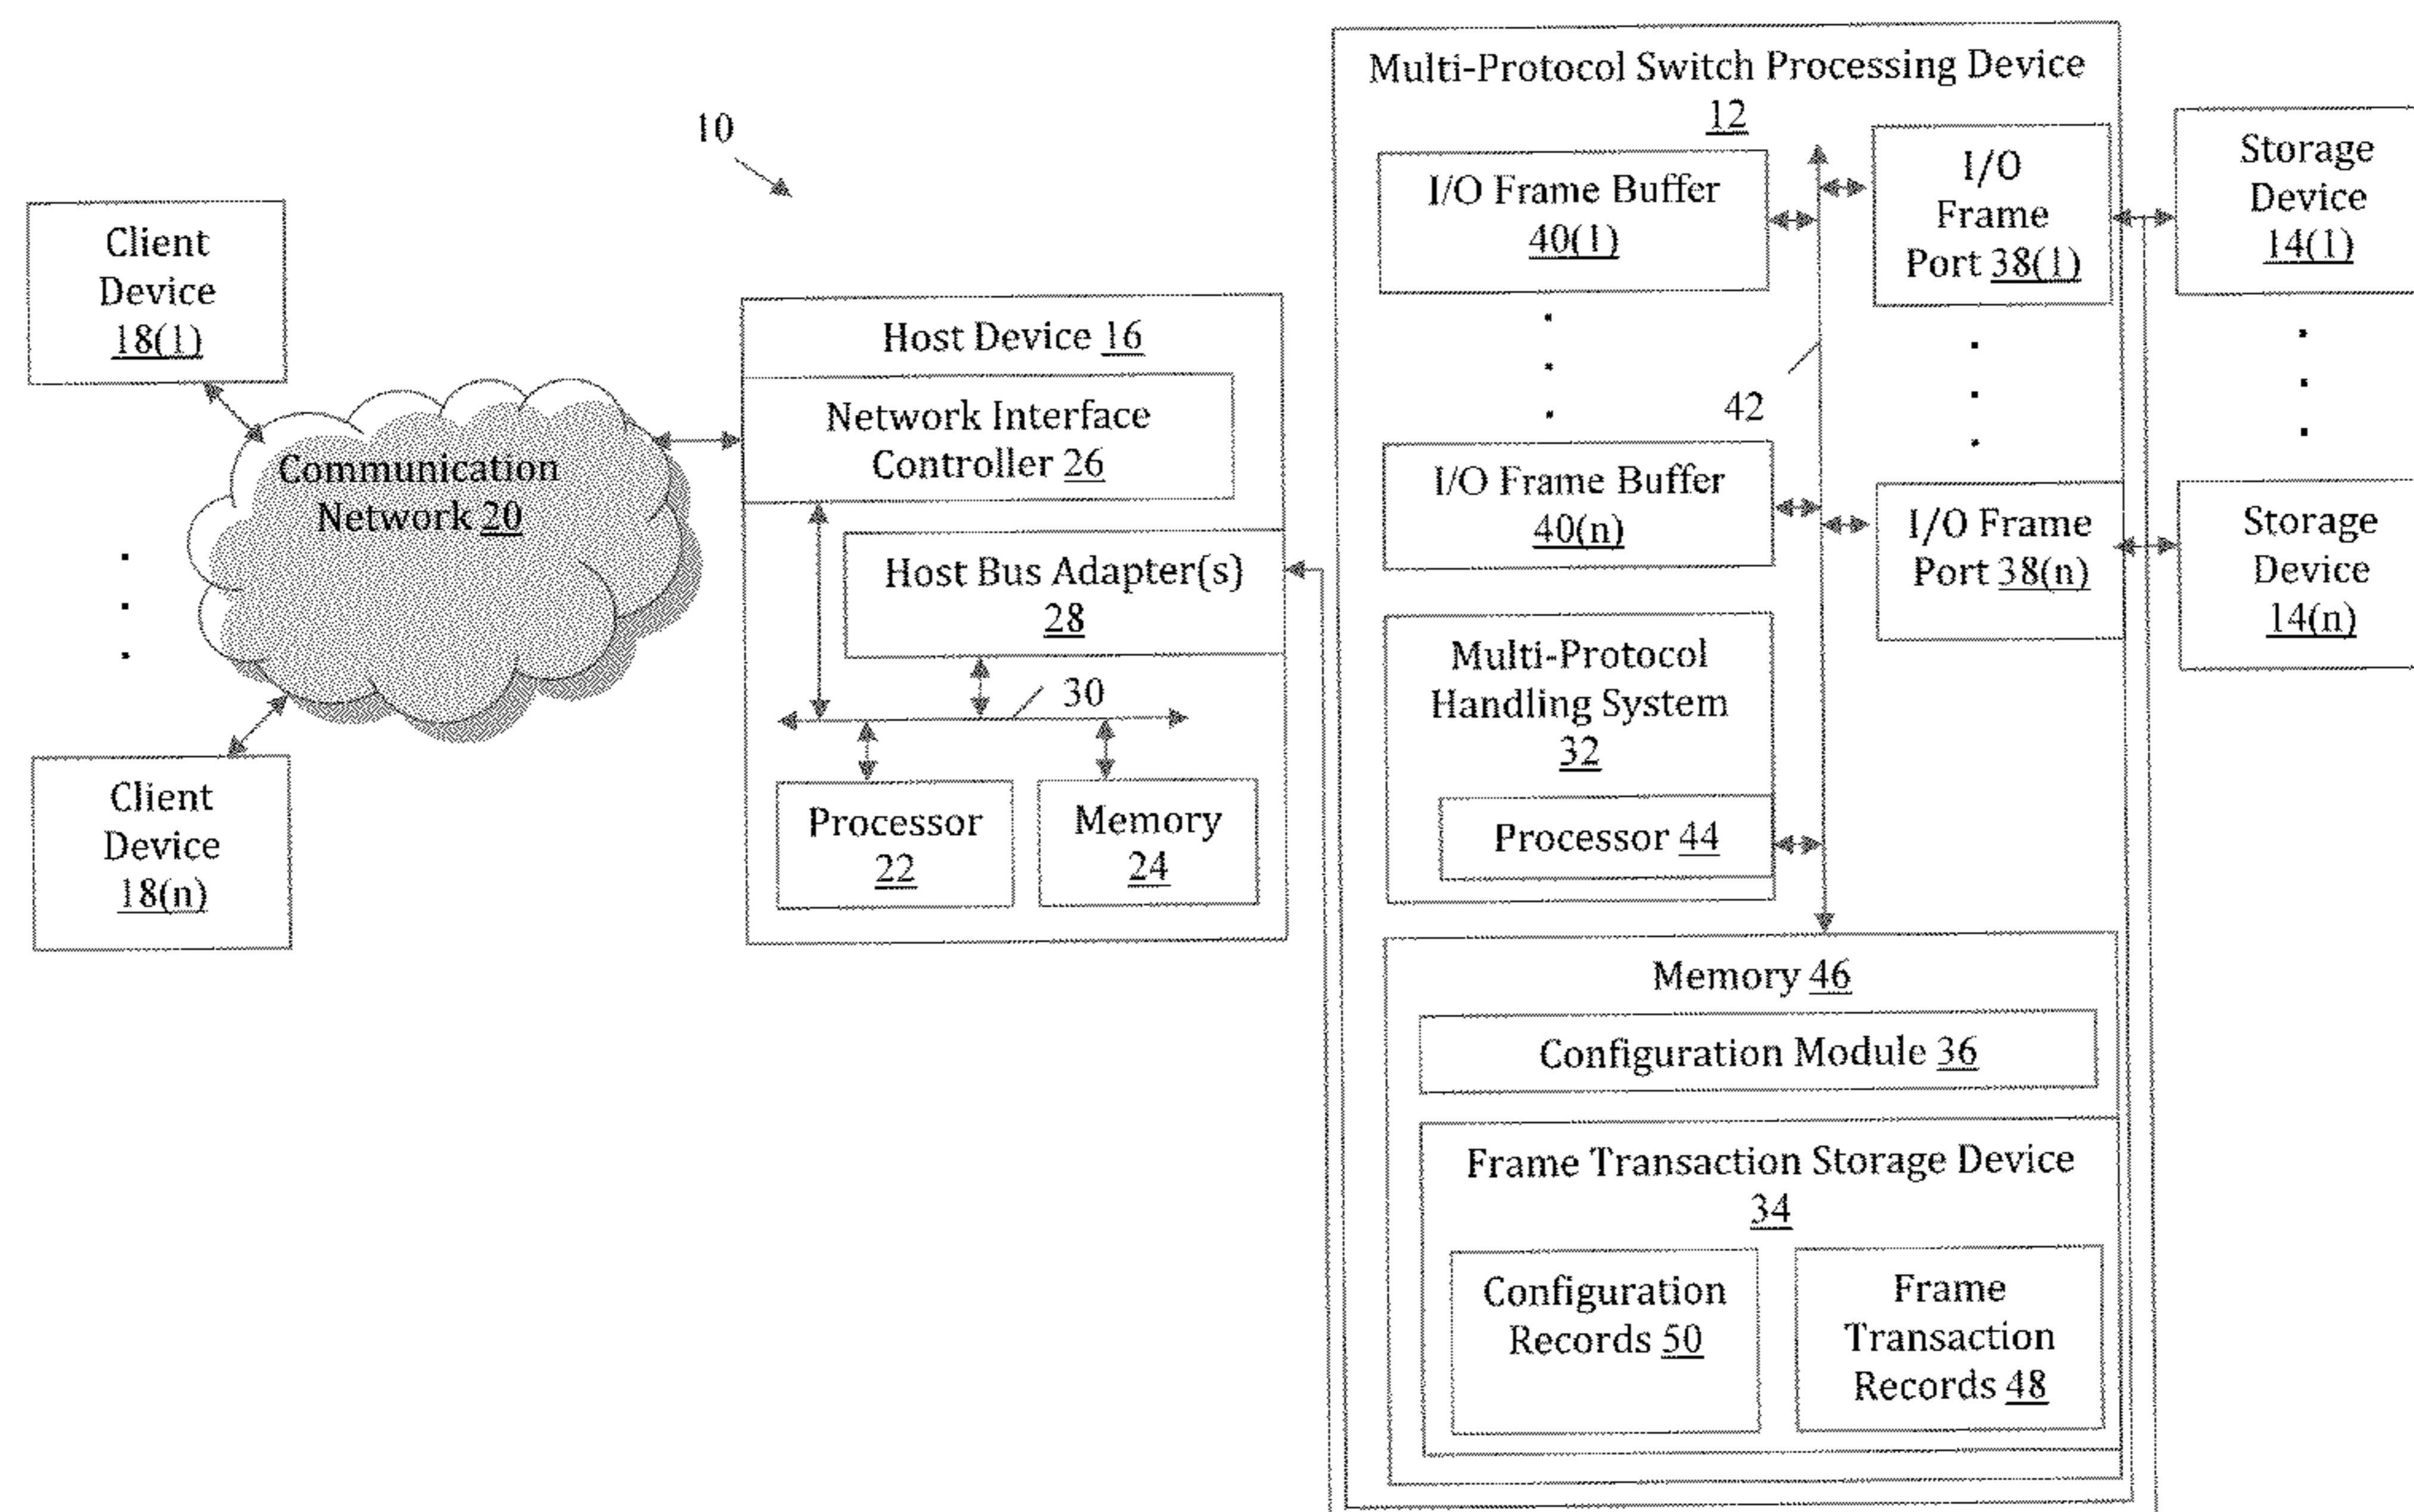 10
Client
Device
18(1)
Communication
Network 20
Client
Device
18(n)
Host Device 16
Network Interface
Controller 26
Host Bus Adapter(s)
28
30
Processor
22
Memory
24
Multi-Protocol Switch Processing Device
12
I/O Frame Buffer
40(1)
I/O Frame Buffer
40(n)
42
I/O
Frame
Port 38(1)
I/O Frame
Port 38(n)
Multi-Protocol
Handling System
32
Processor 44
Memory 46
Configuration Module 36
Frame Transaction Storage Device
34
Configuration
Records 50
Frame
Transaction
Records 48
Storage
Device
14(1)
Storage
Device
14(n)